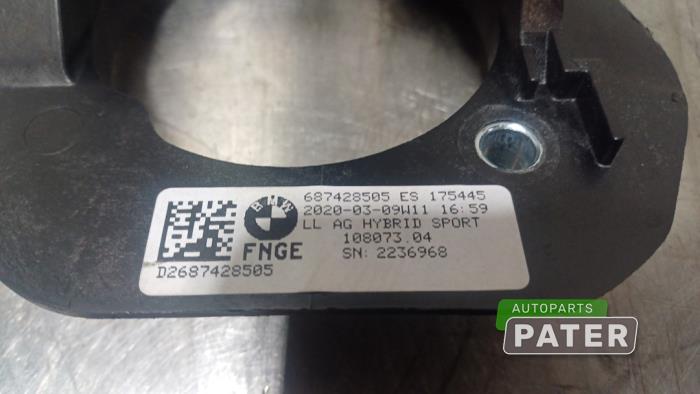 BMW
FNGE
687428505 ES 175445
2020-03-09W11 16:59
LL AG HYBRID SPORT
108073.04
SN: 2236968
D2687428505
AUTOPARTS
PATER